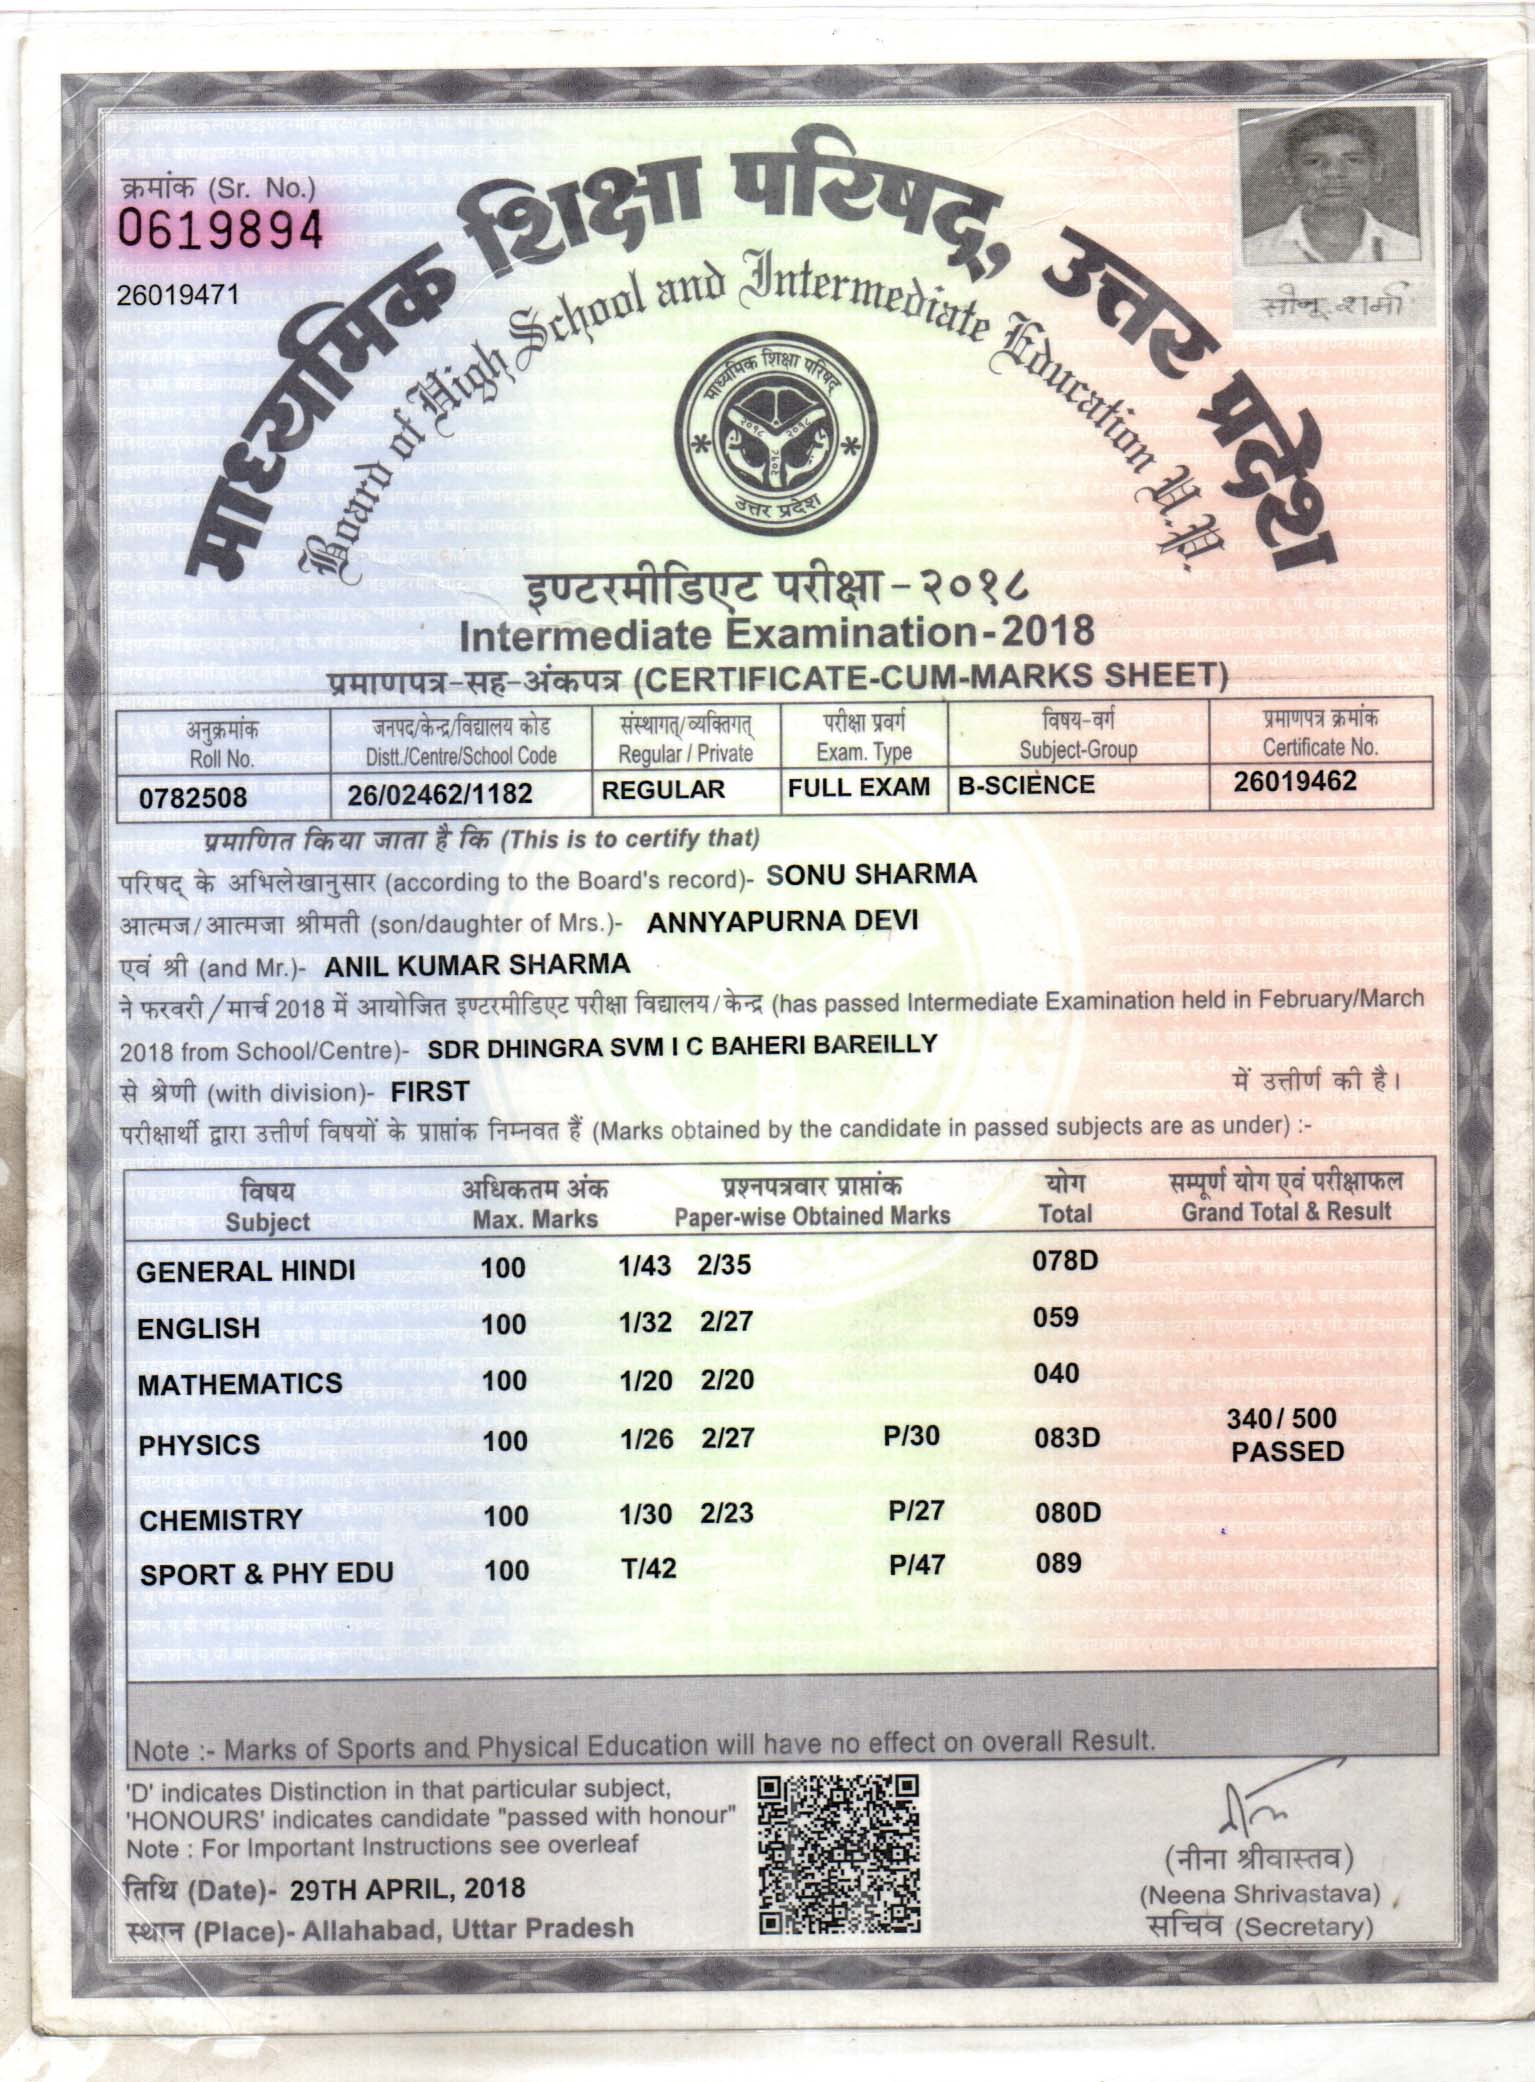 क्रमांक (Sr. No.)
0619894
26019471
माध्यमिक शिक्षा परिषद्, उत्तर प्रदेश
Board of High School and Intermediate Education U.P.
माध्यमिक शिक्षा परिषद्
२०१८ २०१८
२०१८
उत्तर प्रदेश
सोनू शर्मा
इण्टरमीडिएट परीक्षा - २०१८
Intermediate Examination - 2018
प्रमाणपत्र-सह-अंकपत्र (CERTIFICATE-CUM-MARKS SHEET)
अनुक्रमांक जनपद/केन्द्र/विद्यालय कोड संस्थागत्/व्यक्तिगत् परीक्षा प्रवर्ग विषय-वर्ग प्रमाणपत्र क्रमांक
Roll No. Distt./Centre/School Code Regular / Private Exam. Type Subject-Group Certificate No.
0782508 26/02462/1182 REGULAR FULL EXAM B-SCIENCE 26019462
प्रमाणित किया जाता है कि (This is to certify that)
परिषद् के अभिलेखानुसार (according to the Board's record)- SONU SHARMA
आत्मज/आत्मजा श्रीमती (son/daughter of Mrs.)- ANNYAPURNA DEVI
एवं श्री (and Mr.)- ANIL KUMAR SHARMA
ने फरवरी/मार्च 2018 में आयोजित इण्टरमीडिएट परीक्षा विद्यालय/केन्द्र (has passed Intermediate Examination held in February/March
2018 from School/Centre)- SDR DHINGRA SVM I C BAHERI BAREILLY
से श्रेणी (with division)- FIRST में उत्तीर्ण की है।
परीक्षार्थी द्वारा उत्तीर्ण विषयों के प्राप्तांक निम्नवत हैं (Marks obtained by the candidate in passed subjects are as under) :-
विषय अधिकतम अंक प्रश्नपत्रवार प्राप्तांक योग सम्पूर्ण योग एवं परीक्षाफल
Subject Max. Marks Paper-wise Obtained Marks Total Grand Total & Result
GENERAL HINDI 100 1/43 2/35 078D
ENGLISH 100 1/32 2/27 059
MATHEMATICS 100 1/20 2/20 040
340/ 500
PHYSICS 100 1/26 2/27 P/30 083D
PASSED
CHEMISTRY 100 1/30 2/23 P/27 080D
SPORT & PHY EDU 100 T/42 P/47 089
Note :- Marks of Sports and Physical Education will have no effect on overall Result.
'D' indicates Distinction in that particular subject,
'HONOURS' indicates candidate "passed with honour"
Note : For Important Instructions see overleaf
तिथि (Date)- 29TH APRIL, 2018
स्थान (Place)- Allahabad, Uttar Pradesh
(नीना श्रीवास्तव)
(Neena Shrivastava)
सचिव (Secretary)